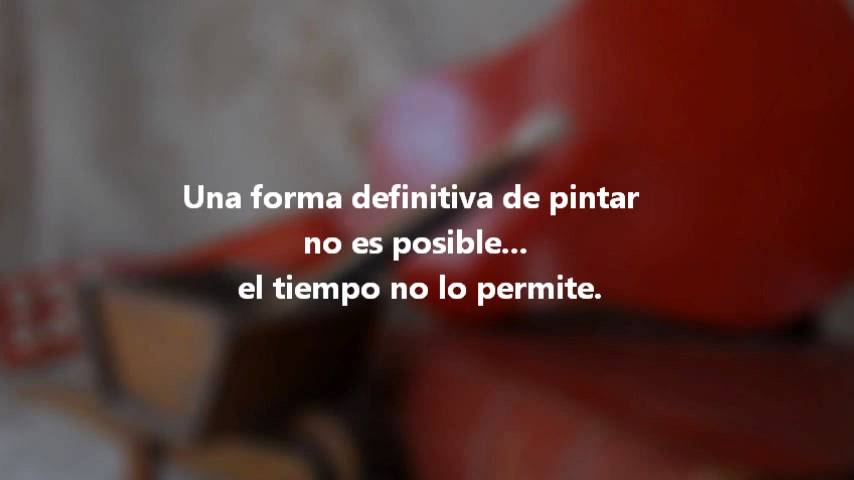 Una forma definitiva de pintar
no es posible...
el tiempo no lo permite.